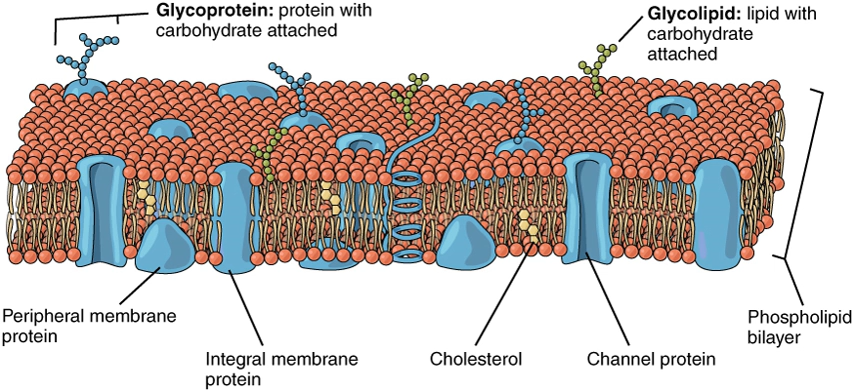 Glycoprotein: protein with
carbohydrate attached
Glycolipid: lipid with
carbohydrate
attached
Peripheral membrane
protein
Integral membrane
protein
Cholesterol
Channel protein
Phospholipid
bilayer